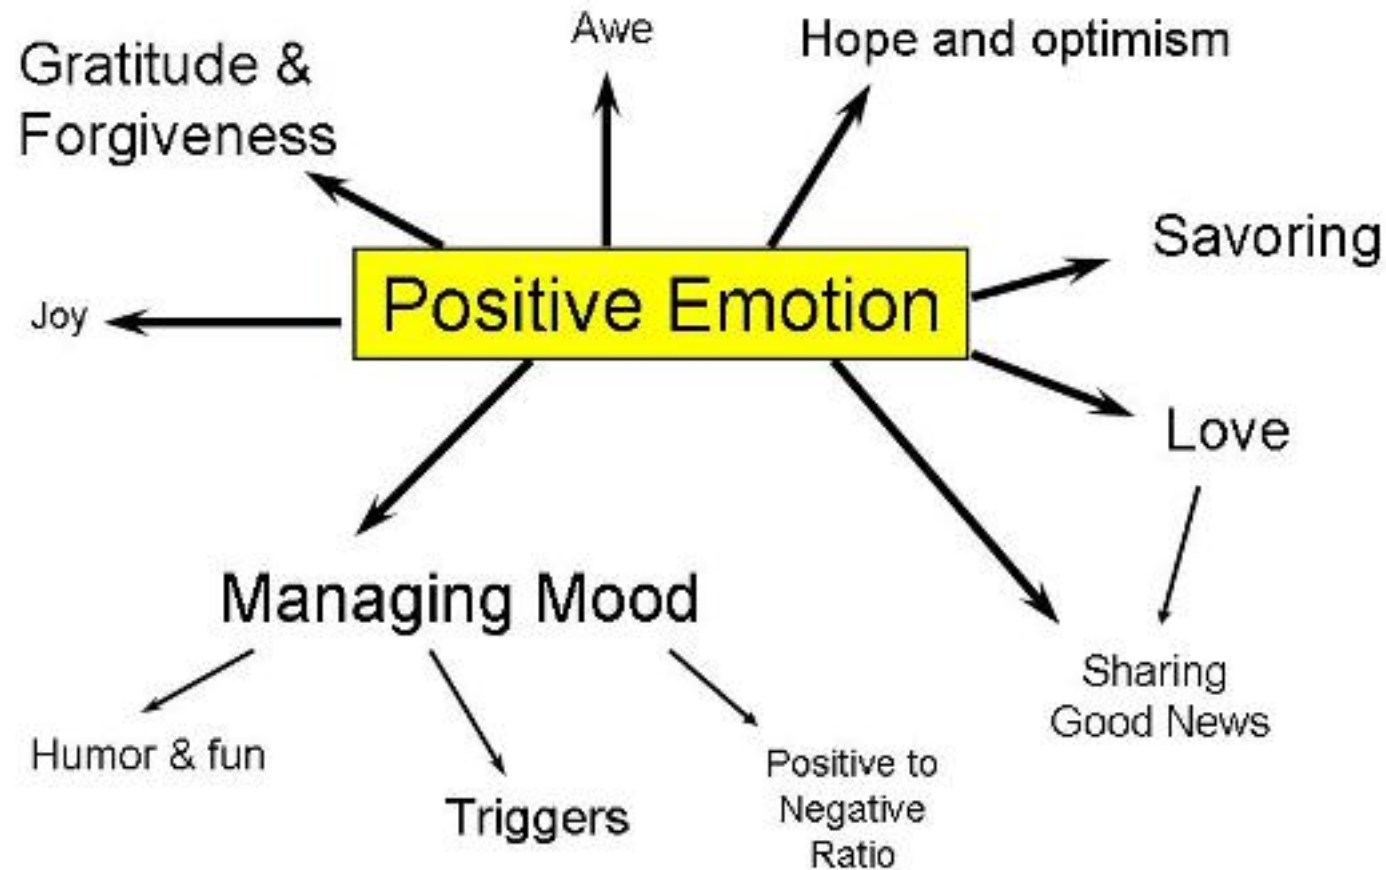 Awe
Hope and optimism
Gratitude &
Forgiveness
Savoring
Positive Emotion
Joy
Love
Managing Mood
Sharing
Good News
Humor & fun
Triggers
Positive to
Negative
Ratio